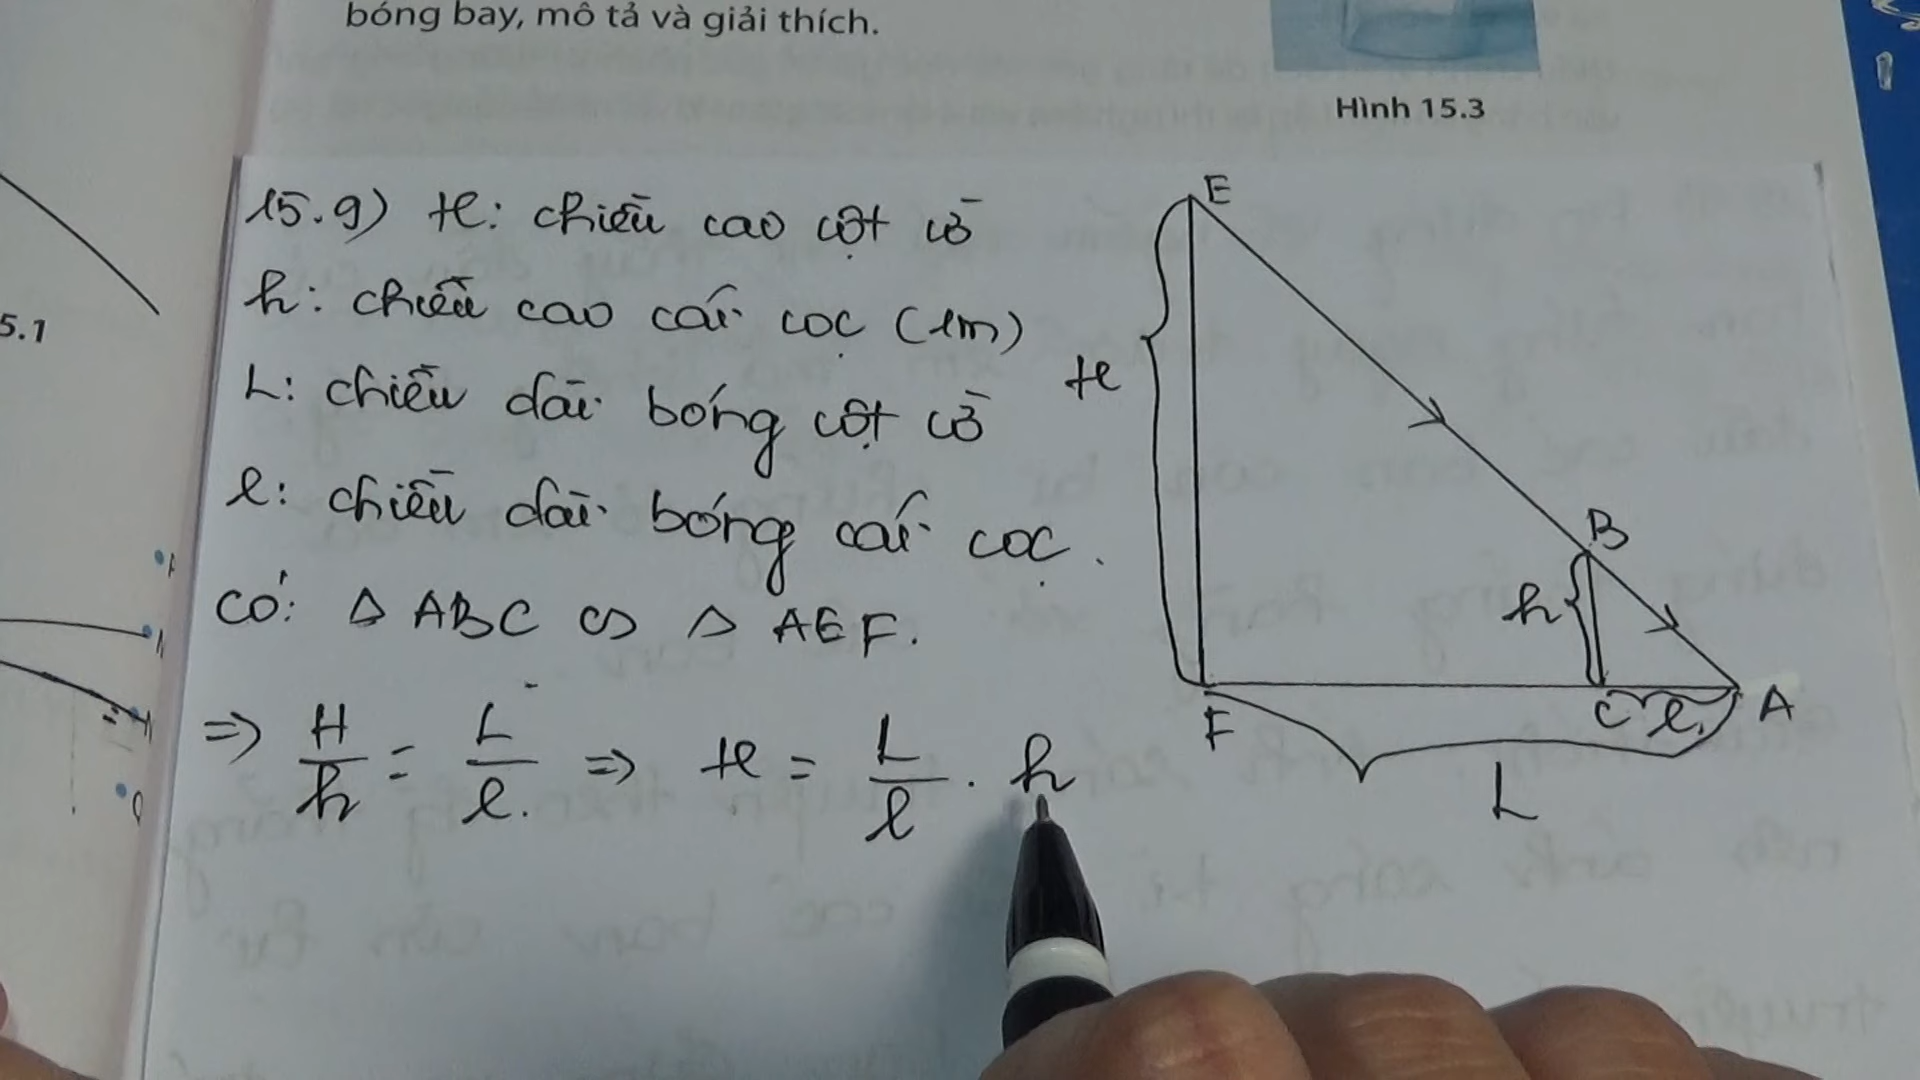 bóng bay, mô tả và giải thích.
Hình 15.3
5.1
15.9) H: chiều cao cột cờ
h: chiều cao cái cọc (1m)
L: chiều dài bóng cột cờ
l: chiều dài bóng cái cọc.
Có: Δ ABC ∽ Δ AEF.
=> H/h = L/l. => H = L/l . h
E
H
B
h
F
C
l
A
L